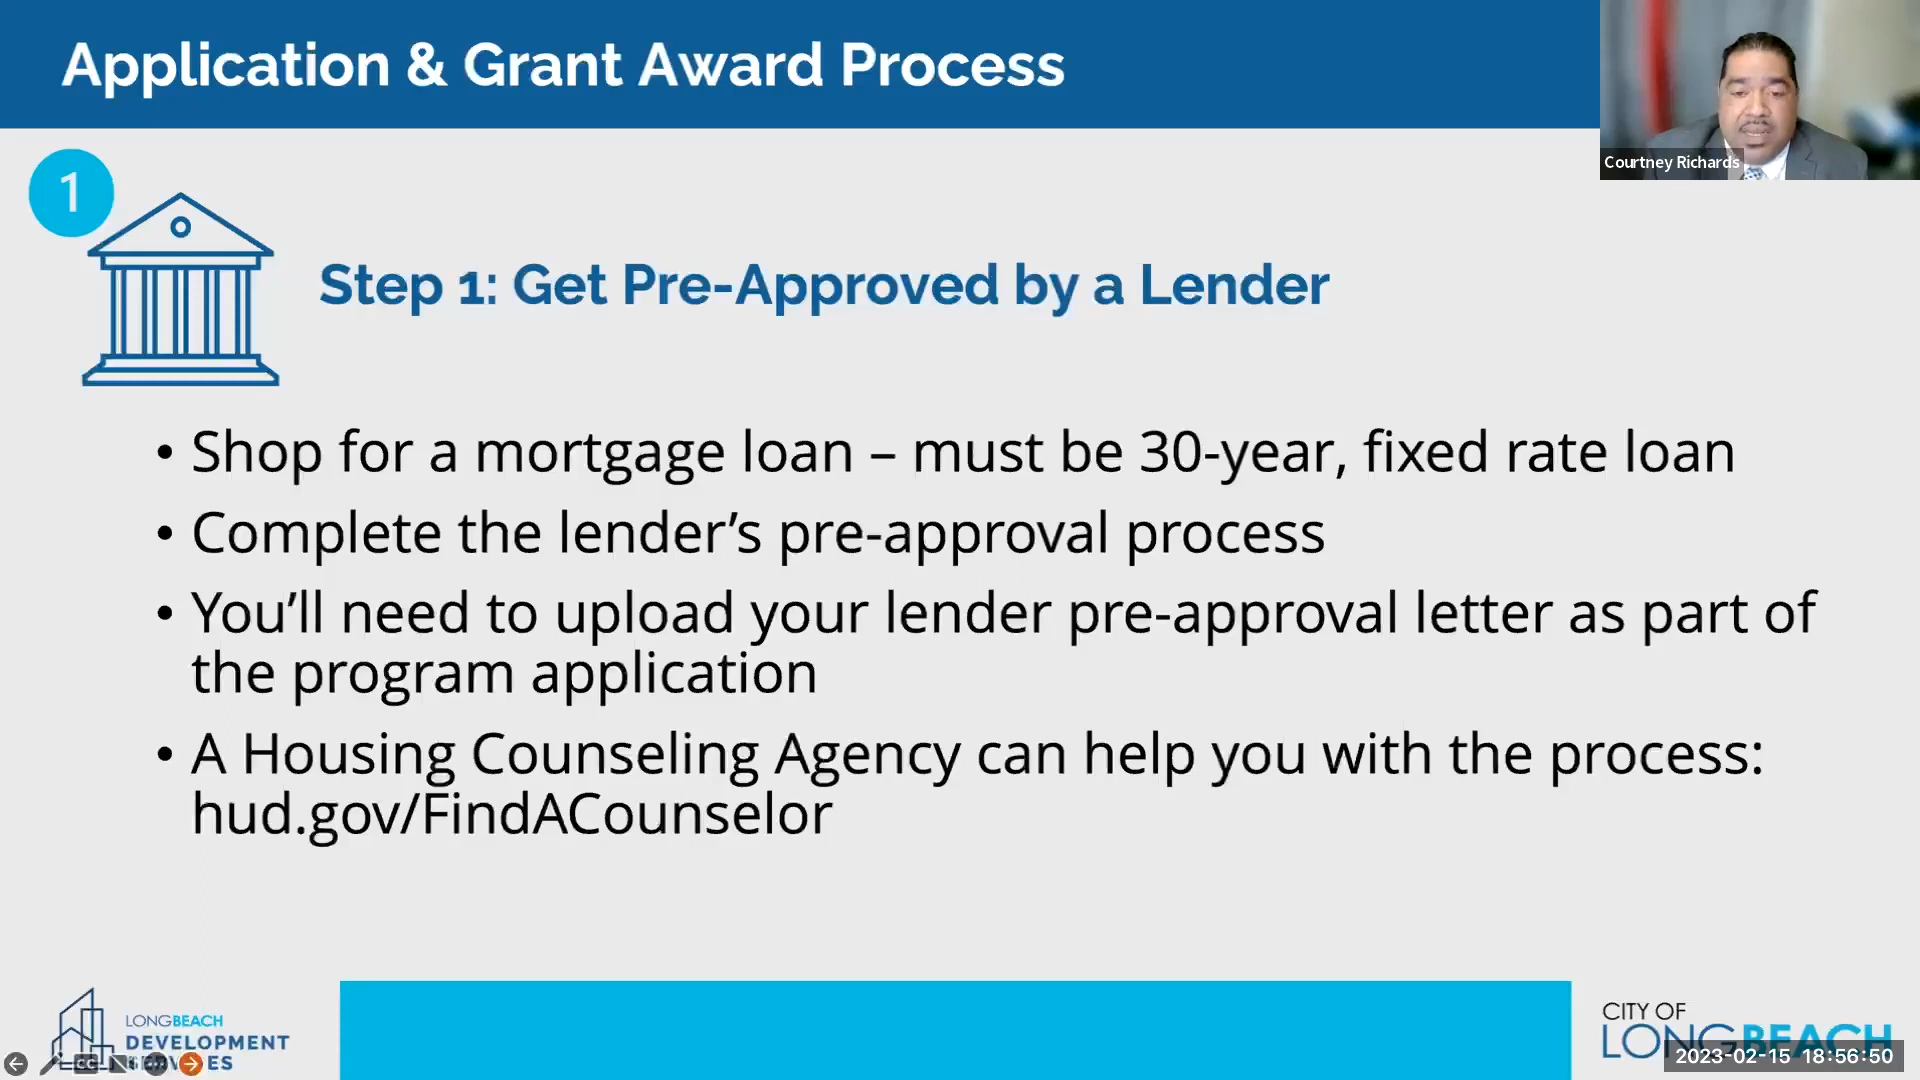 Application & Grant Award Process
Courtney Richards
1
Step 1: Get Pre-Approved by a Lender
• Shop for a mortgage loan – must be 30-year, fixed rate loan
• Complete the lender’s pre-approval process
• You’ll need to upload your lender pre-approval letter as part of
the program application
• A Housing Counseling Agency can help you with the process:
hud.gov/FindACounselor
LONGBEACH
DEVELOPMENT
CITY OF
LONGBEACH
2023-02-15 18:56:50